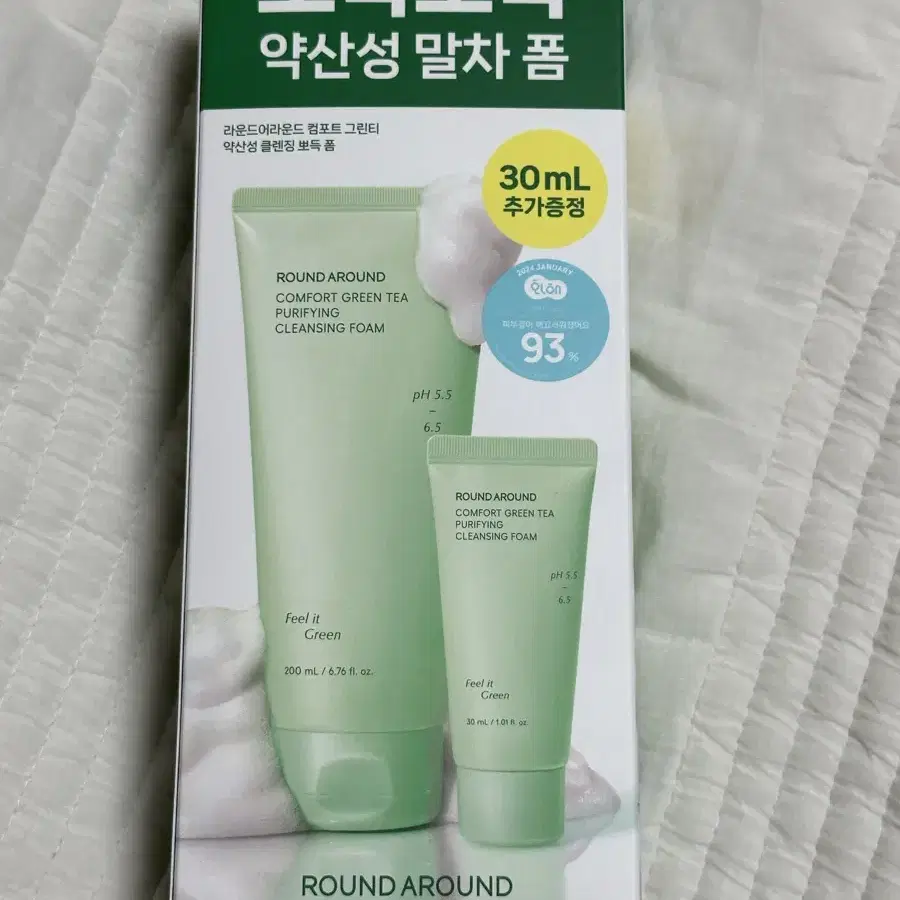 약산성 말차 폼
라운드어라운드 컴포트 그린티
약산성 클렌징 뽀득 폼
30mL
추가증정
ROUND AROUND
COMFORT GREEN TEA
PURIFYING
CLEANSING FOAM
pH 5.5
–
6.5
Feel it
Green
200 mL / 6.76 fl. oz.
2024 JANUARY
93%
ROUND AROUND
COMFORT GREEN TEA
PURIFYING
CLEANSING FOAM
pH 5.5
–
6.5
Feel it
Green
30 mL / 1.01 fl. oz.
ROUND AROUND